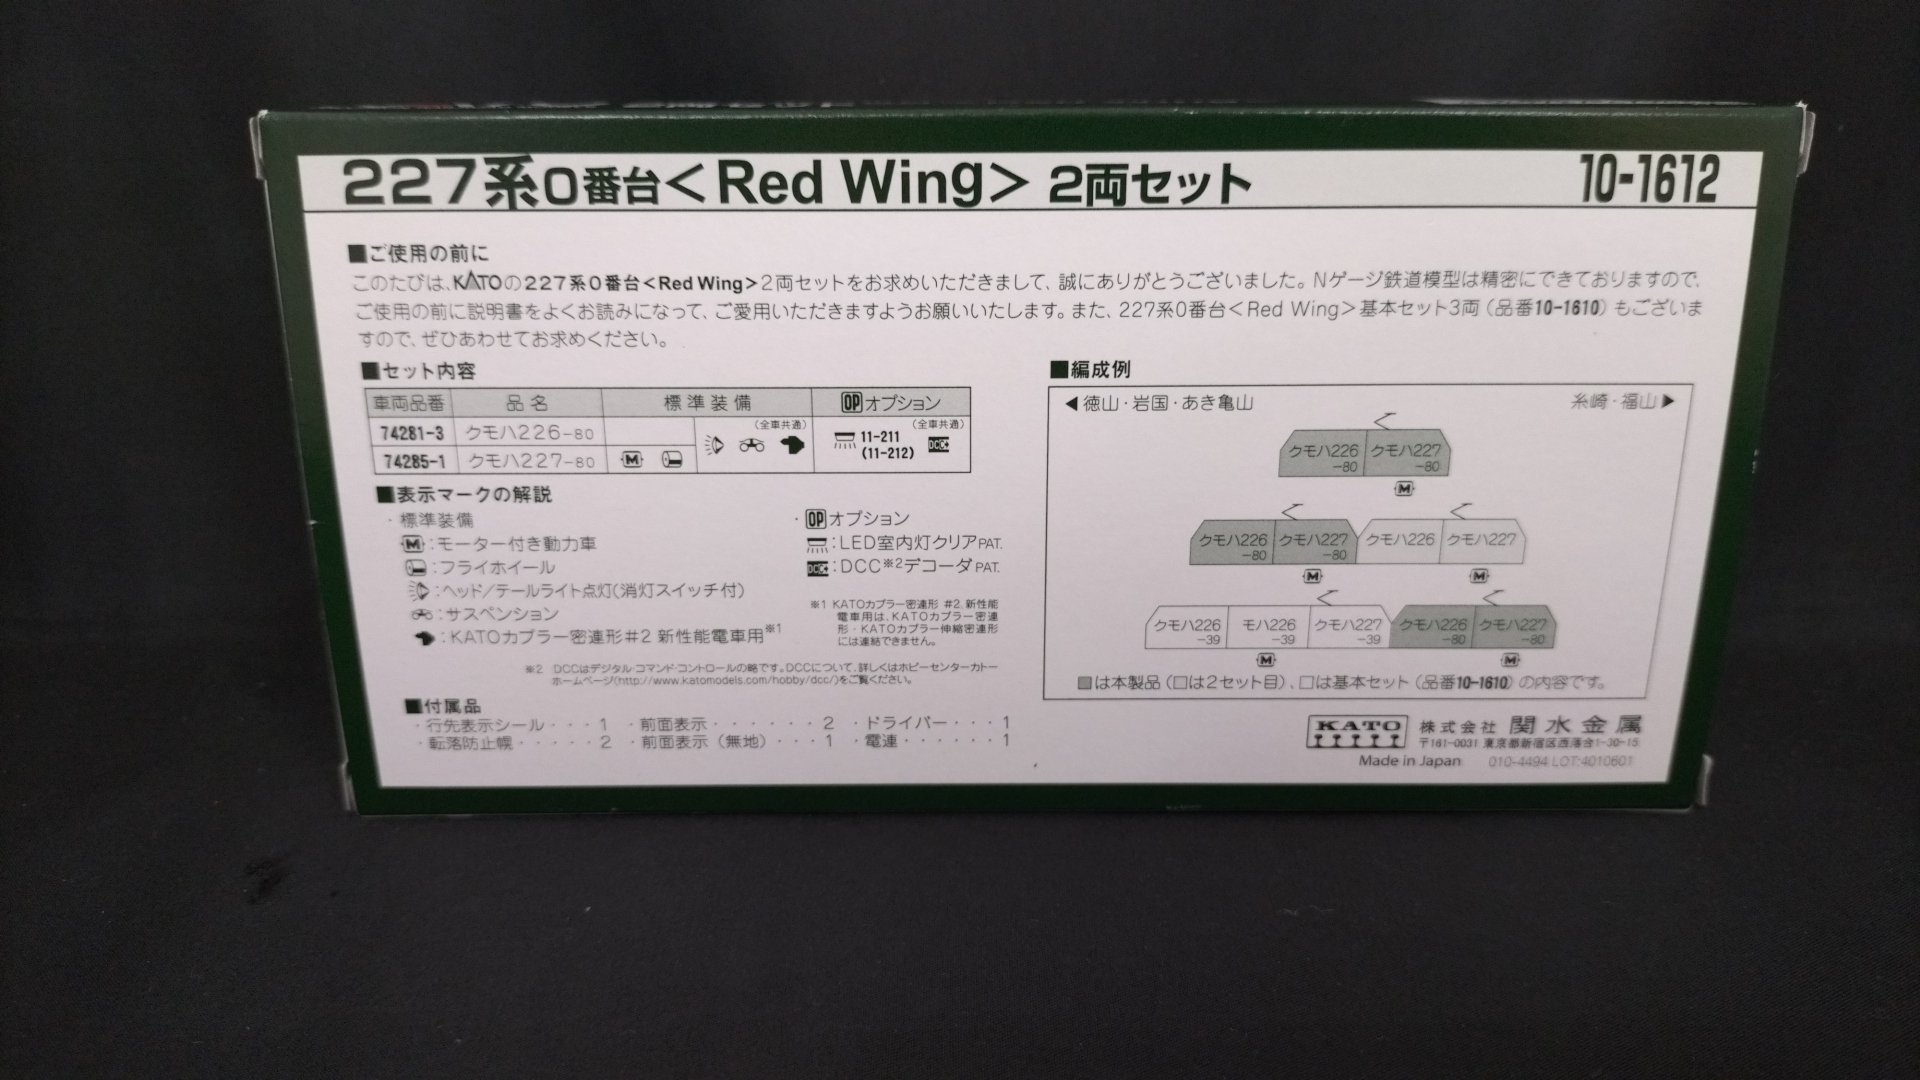 227系0番台＜Red Wing＞2両セット 10-1612
■ご使用の前に
このたびは、KATOの227系0番台＜Red Wing＞2両セットをお求めいただきまして、誠にありがとうございました。Nゲージ鉄道模型は精密にできておりますので、
ご使用の前に説明書をよくお読みになって、ご愛用いただきますようお願いいたします。また、227系0番台＜Red Wing＞基本セット3両（品番10-1610）もございま
すので、ぜひあわせてお求めください。
■セット内容
車両品番 品名 標準装備 OPオプション
74281-3 クモハ226-80 (全車共通) 11-211 (全車共通)
74285-1 クモハ227-80 M (11-212) DCC
■表示マークの解説
・標準装備
M：モーター付き動力車
：フライホイール
：ヘッド/テールライト点灯(消灯スイッチ付)
：サスペンション
：KATOカプラー密連形#2 新性能電車用※1
・OPオプション
：LED室内灯クリアPAT.
DCC：DCC※2デコーダPAT.
※1 KATOカプラー密連形 #2 新性能
電車用は、KATOカプラー密連
形・KATOカプラー伸縮密連形
には連結できません。
※2 DCCはデジタル・コマンド・コントロールの略です。DCCについて、詳しくはホビーセンターカトー
ホームページ(http://www.katomodels.com/hobby/dcc/)をご覧ください。
■付属品
・行先表示シール・・・1 ・前面表示・・・・・・2 ・ドライバー・・・1
・転落防止幌・・・・・2 ・前面表示（無地）・・・1 ・電連・・・・・・1
■編成例
◀徳山・岩国・あき亀山 糸崎・福山▶
クモハ226 クモハ227
-80 -80
M
クモハ226 クモハ227 クモハ226 クモハ227
-80 -80
M M
クモハ226 モハ226 クモハ227 クモハ226 クモハ227
-39 -39 -39 -80 -80
M M
■は本製品（□は2セット目）、□は基本セット（品番10-1610）の内容です。
KATO 株式会社 関水金属
〒161-0031 東京都新宿区西落合1-30-15
Made in Japan 010-4494 LOT:4010601